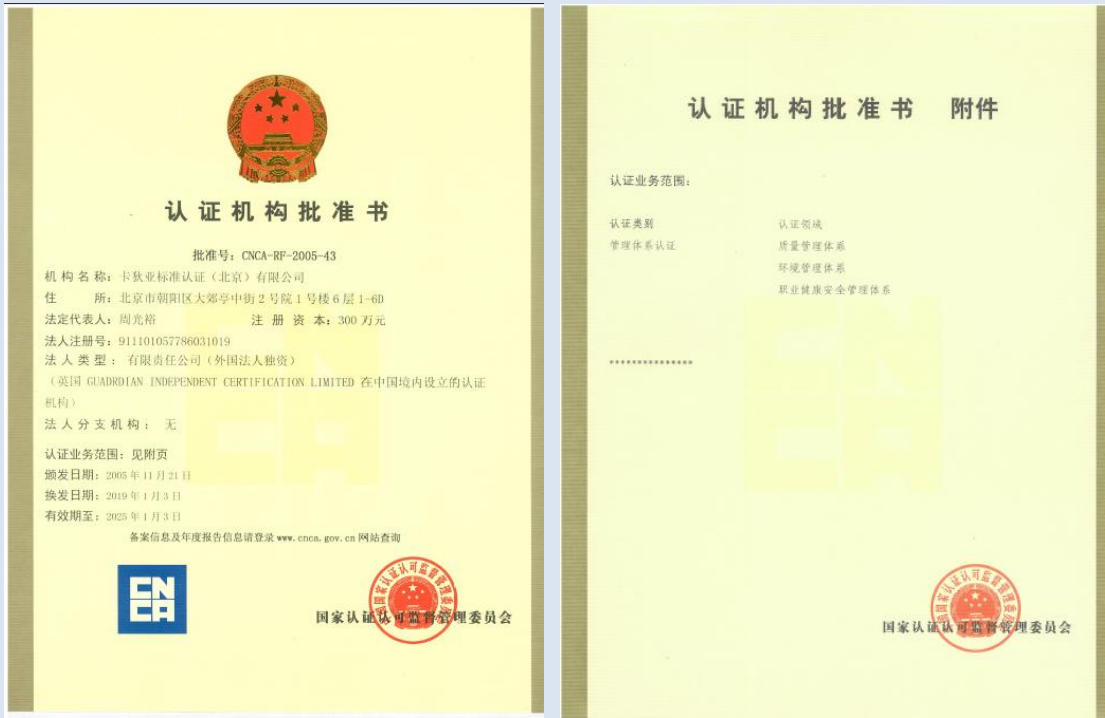 认证机构批准书
批准号：CNCA-RF-2005-43
机构名称：卡狄亚标准认证（北京）有限公司
住 所：北京市朝阳区大郊亭中街2号院1号楼6层1-6D
法定代表人：周光裕 注册资本：300万元
法人注册号：911101057786031019
法人类型：有限责任公司（外国法人独资）
（英国 GUADRDIAN INDEPENDENT CERTIFICATION LIMITED 在中国境内设立的认证
机构）
法人分支机构：无
认证业务范围：见附页
颁发日期：2005年11月21日
换发日期：2019年1月3日
有效期至：2025年1月3日
备案信息及年度报告信息请登录www.cnca.gov.cn网站查询
CN
CA
国家认证认可监督管理委员会
认证机构批准书 附件
认证业务范围：
认证类别 认证领域
管理体系认证 质量管理体系
环境管理体系
职业健康安全管理体系
***************
国家认证认可监督管理委员会